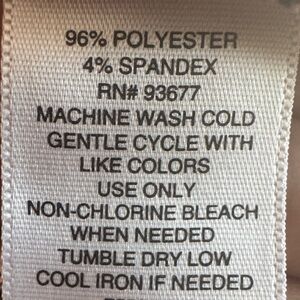 96% POLYESTER
4% SPANDEX
RN# 93677
MACHINE WASH COLD
GENTLE CYCLE WITH
LIKE COLORS
USE ONLY
NON-CHLORINE BLEACH
WHEN NEEDED
TUMBLE DRY LOW
COOL IRON IF NEEDED